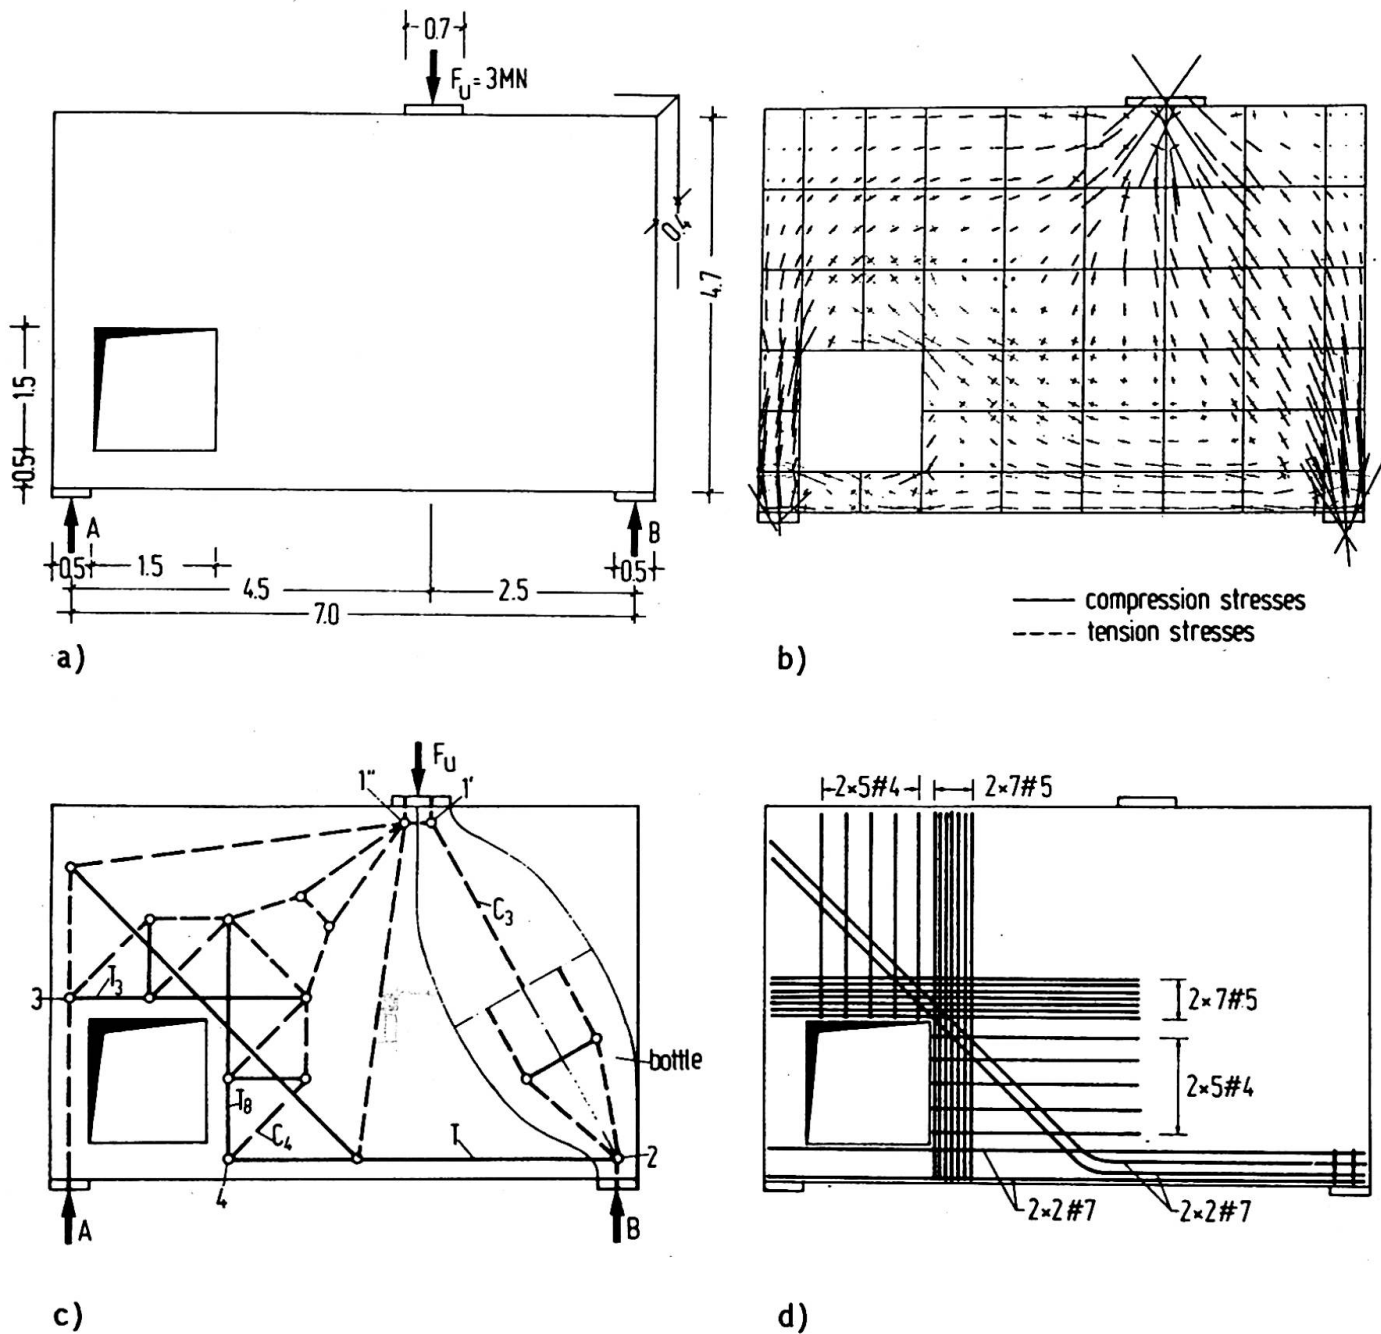 0.7
F_u = 3MN
0.4
4.7
1.5
0.5
A
B
0.5
1.5
0.5
4.5
2.5
7.0
a)
compression stresses
tension stresses
b)
F_u
1"
1'
C_3
3
T_3
bottle
T_8
C_4
T
2
4
A
B
c)
2×5#4
2×7#5
2×7#5
2×5#4
2×2#7
2×2#7
d)